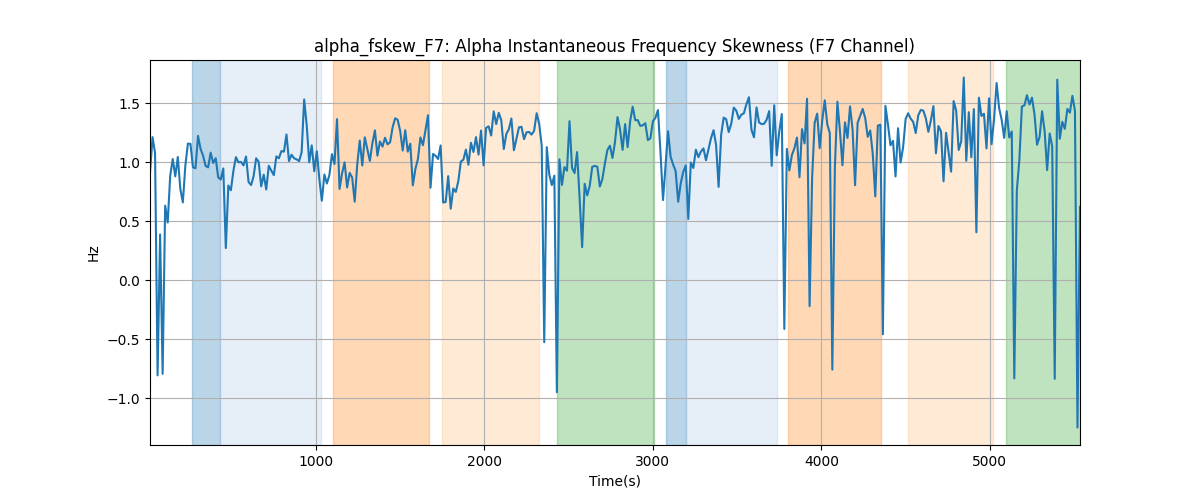 alpha_fskew_F7: Alpha Instantaneous Frequency Skewness (F7 Channel)
1.5
1.0
0.5
0.0
−0.5
−1.0
Hz
1000 2000 3000 4000 5000
Time(s)